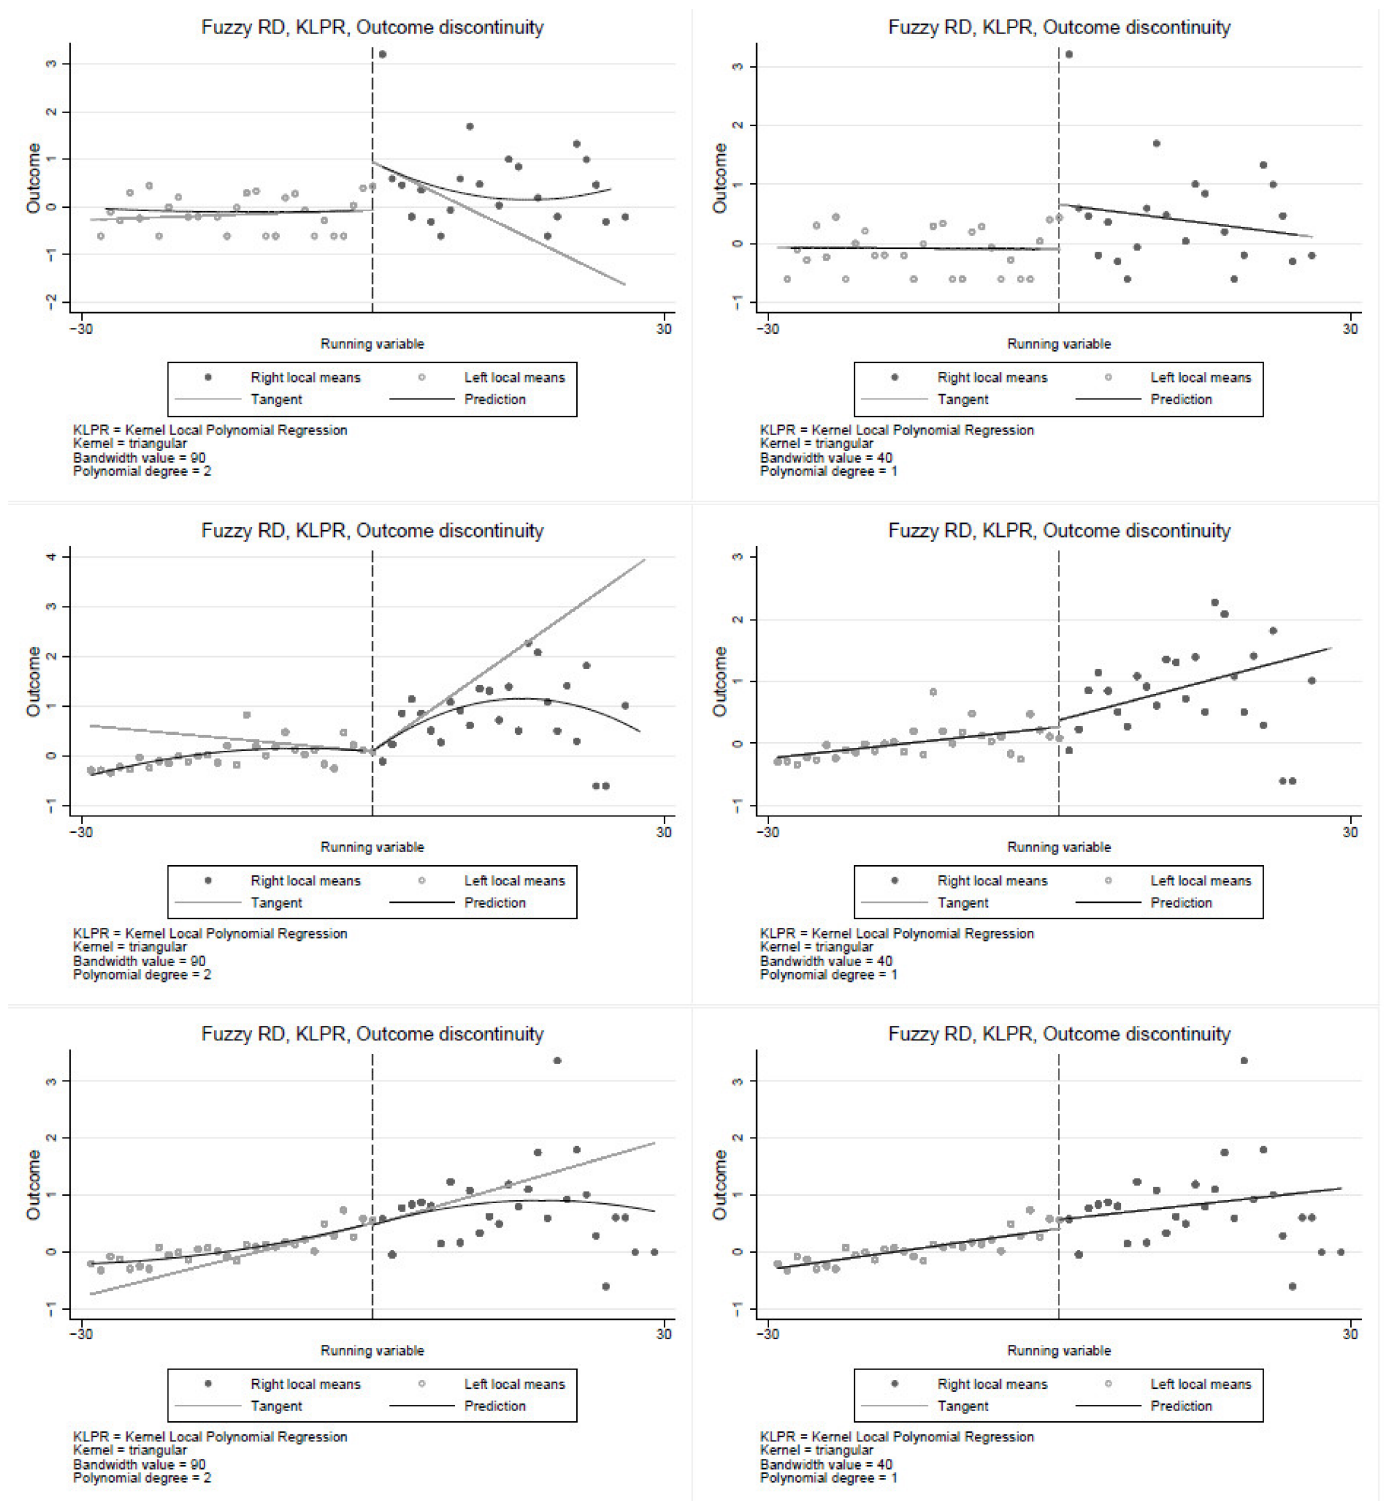 Fuzzy RD, KLPR, Outcome discontinuity
Outcome
3
2
1
0
−1
−2
−30
30
Running variable
Right local means
Left local means
Tangent
Prediction
KLPR = Kernel Local Polynomial Regression
Kernel = triangular
Bandwidth value = 90
Polynomial degree = 2
Fuzzy RD, KLPR, Outcome discontinuity
Outcome
3
2
1
0
−1
−30
30
Running variable
Right local means
Left local means
Tangent
Prediction
KLPR = Kernel Local Polynomial Regression
Kernel = triangular
Bandwidth value = 40
Polynomial degree = 1
Fuzzy RD, KLPR, Outcome discontinuity
Outcome
4
3
2
1
0
−1
−30
30
Running variable
Right local means
Left local means
Tangent
Prediction
KLPR = Kernel Local Polynomial Regression
Kernel = triangular
Bandwidth value = 90
Polynomial degree = 2
Fuzzy RD, KLPR, Outcome discontinuity
Outcome
3
2
1
0
−1
−30
30
Running variable
Right local means
Left local means
Tangent
Prediction
KLPR = Kernel Local Polynomial Regression
Kernel = triangular
Bandwidth value = 40
Polynomial degree = 1
Fuzzy RD, KLPR, Outcome discontinuity
Outcome
3
2
1
0
−1
−30
30
Running variable
Right local means
Left local means
Tangent
Prediction
KLPR = Kernel Local Polynomial Regression
Kernel = triangular
Bandwidth value = 90
Polynomial degree = 2
Fuzzy RD, KLPR, Outcome discontinuity
Outcome
3
2
1
0
−1
−30
30
Running variable
Right local means
Left local means
Tangent
Prediction
KLPR = Kernel Local Polynomial Regression
Kernel = triangular
Bandwidth value = 40
Polynomial degree = 1